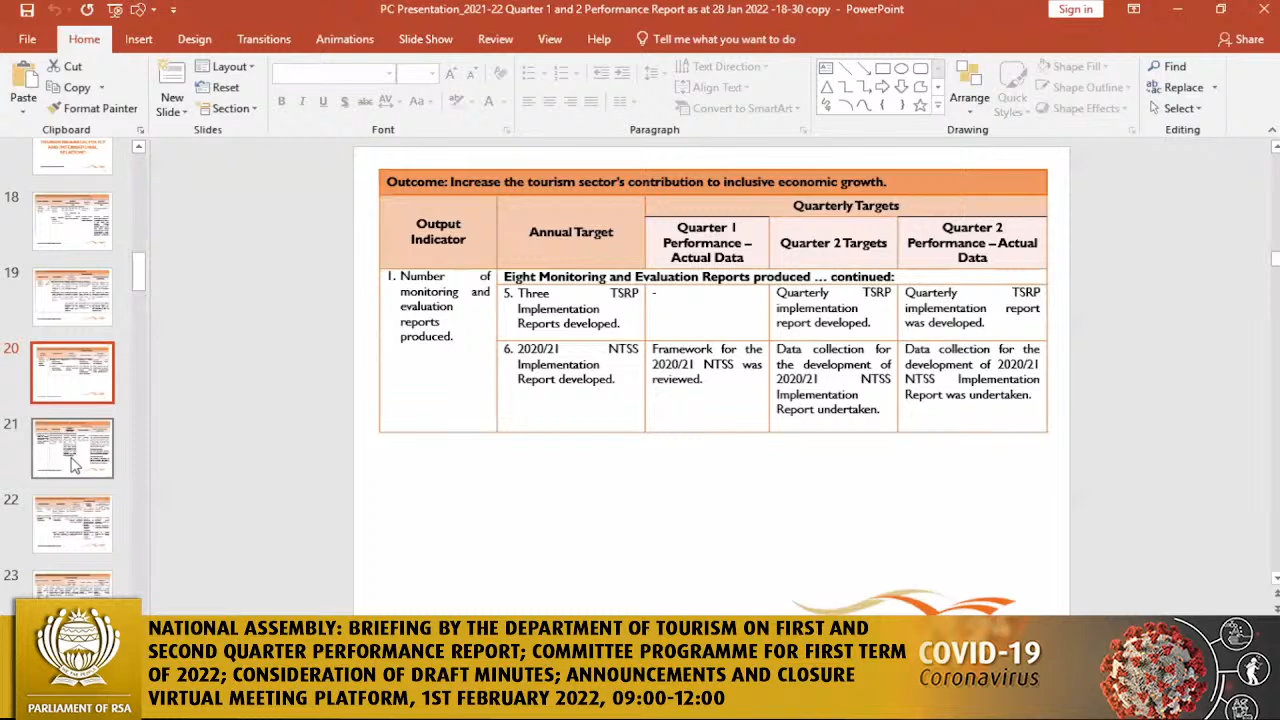 PC Presentation_2021-22 Quarter 1 and 2 Performance Report as at 28 Jan 2022 -18-30 copy - PowerPoint
Sign in
File Home Insert Design Transitions Animations Slide Show Review View Help Tell me what you want to do Share
Paste
Cut
Copy
Format Painter
Clipboard
New
Slide
Layout
Reset
Section
Slides
B I U S abc AV Aa A
Font
Paragraph
Text Direction
Align Text
Convert to SmartArt
Arrange
Quick
Styles
Shape Fill
Shape Outline
Shape Effects
Drawing
Find
Replace
Select
Editing
18
19
20
21
22
23
Outcome: Increase the tourism sector's contribution to inclusive economic growth.
Output
Indicator
Annual Target
Quarterly Targets
Quarter 1
Performance –
Actual Data
Quarter 2 Targets
Quarter 2
Performance – Actual
Data
1. Number of
monitoring and
evaluation
reports
produced.
Eight Monitoring and Evaluation Reports produced … continued:
5. Three TSRP
Implementation
Reports developed.
-
Quarterly TSRP
implementation
report developed.
Quarterly TSRP
implementation report
was developed.
6. 2020/21 NTSS
Implementation
Report developed.
Framework for the
2020/21 NTSS was
reviewed.
Data collection for
the development of
2020/21 NTSS
Implementation
Report undertaken.
Data collection for the
development of 2020/21
NTSS Implementation
Report was undertaken.
PARLIAMENT OF RSA
NATIONAL ASSEMBLY: BRIEFING BY THE DEPARTMENT OF TOURISM ON FIRST AND
SECOND QUARTER PERFORMANCE REPORT; COMMITTEE PROGRAMME FOR FIRST TERM
OF 2022; CONSIDERATION OF DRAFT MINUTES; ANNOUNCEMENTS AND CLOSURE
VIRTUAL MEETING PLATFORM, 1ST FEBRUARY 2022, 09:00-12:00
COVID-19
Coronavirus